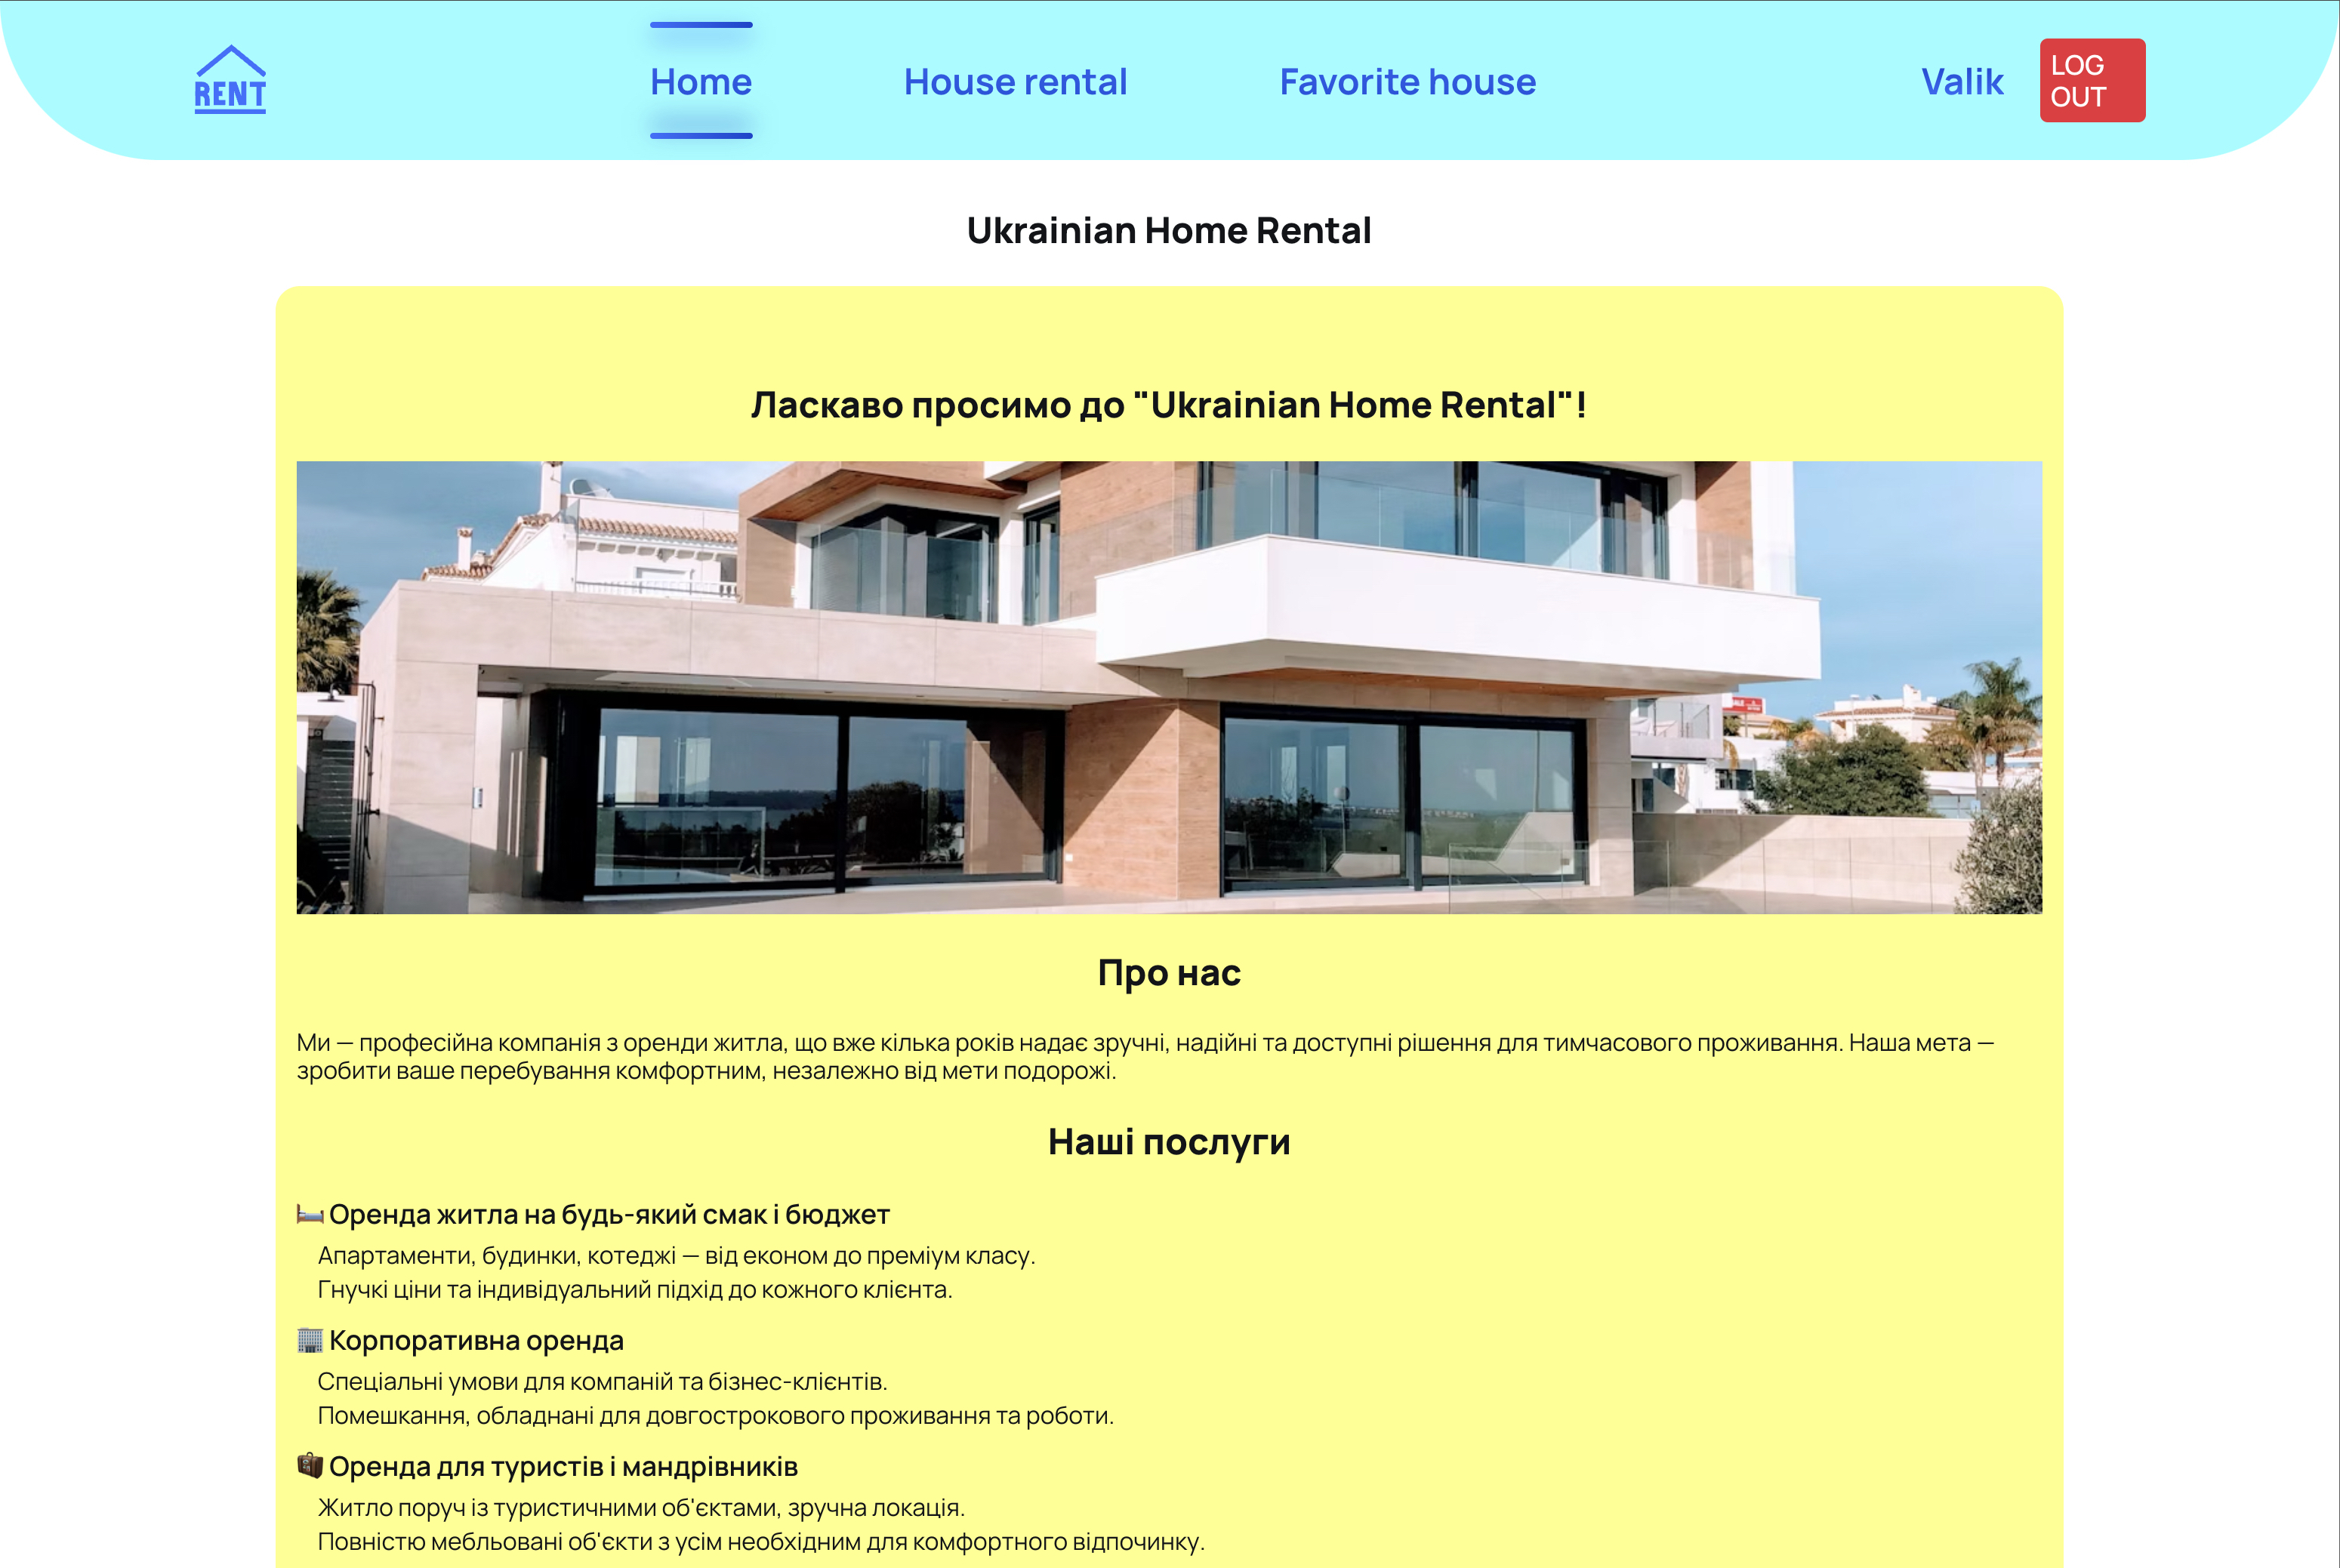 RENT
Home
House rental
Favorite house
Valik
LOG
OUT
Ukrainian Home Rental
Ласкаво просимо до "Ukrainian Home Rental"!
Про нас
Ми — професійна компанія з оренди житла, що вже кілька років надає зручні, надійні та доступні рішення для тимчасового проживання. Наша мета —
зробити ваше перебування комфортним, незалежно від мети подорожі.
Наші послуги
🛏️ Оренда житла на будь-який смак і бюджет
Апартаменти, будинки, котеджі — від економ до преміум класу.
Гнучкі ціни та індивідуальний підхід до кожного клієнта.
🏢 Корпоративна оренда
Спеціальні умови для компаній та бізнес-клієнтів.
Помешкання, обладнані для довгострокового проживання та роботи.
🧳 Оренда для туристів і мандрівників
Житло поруч із туристичними об'єктами, зручна локація.
Повністю мебльовані об'єкти з усім необхідним для комфортного відпочинку.